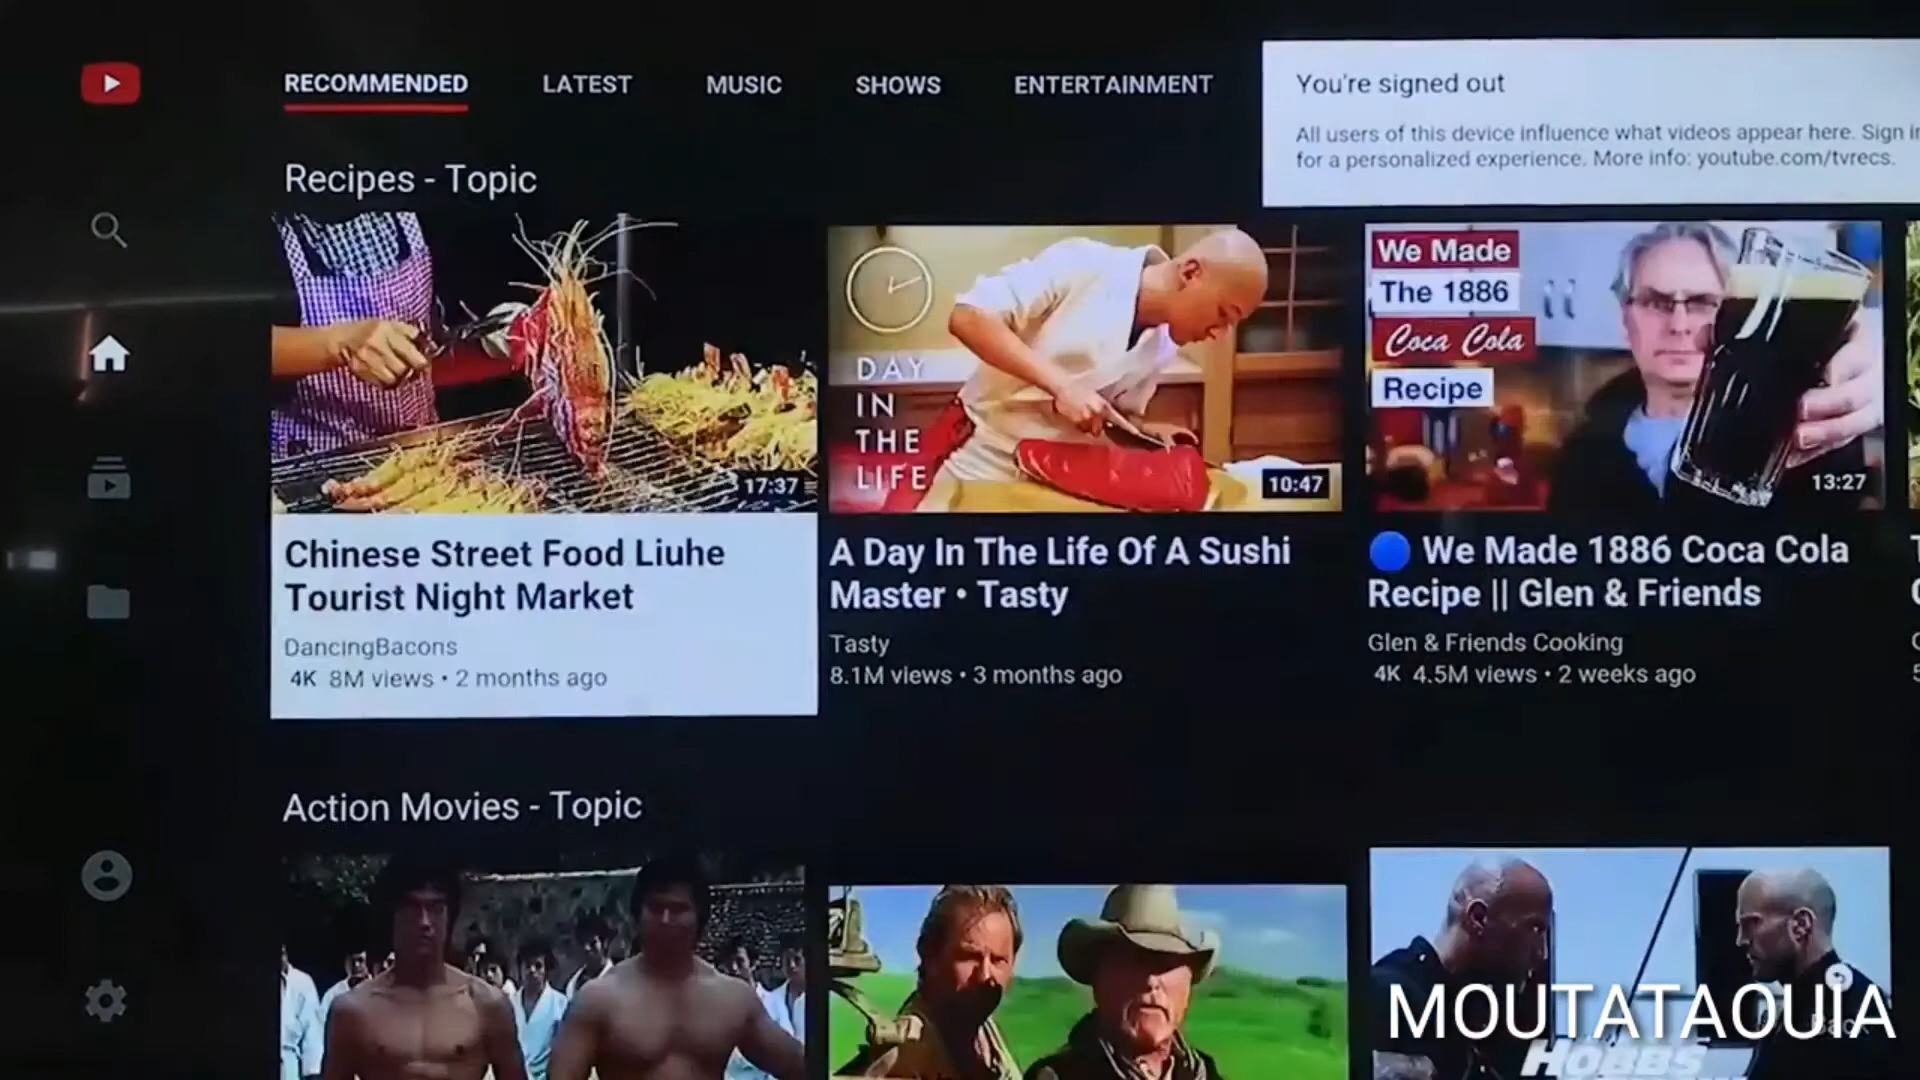 RECOMMENDED LATEST MUSIC SHOWS ENTERTAINMENT
You're signed out
All users of this device influence what videos appear here. Sign
for a personalized experience. More info: youtube.com/tvrecs.
Recipes - Topic
17:37
DAY
IN
THE
LIFE
10:47
We Made
The 1886
Coca Cola
Recipe
13:27
Chinese Street Food Liuhe
Tourist Night Market
DancingBacons
4K 8M views • 2 months ago
A Day In The Life Of A Sushi
Master • Tasty
Tasty
8.1M views • 3 months ago
We Made 1886 Coca Cola
Recipe || Glen & Friends
Glen & Friends Cooking
4K 4.5M views • 2 weeks ago
Action Movies - Topic
MOUTATAOUIA
HOBBS